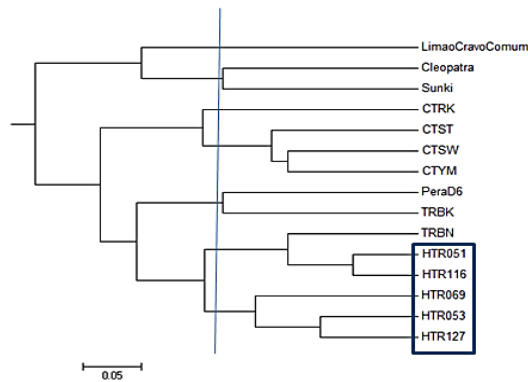 LimaoCravoComum
Cleopatra
Sunki
CTRK
CTST
CTSW
CTYM
PeraD6
TRBK
TRBN
HTR051
HTR116
HTR069
HTR053
HTR127
0.05